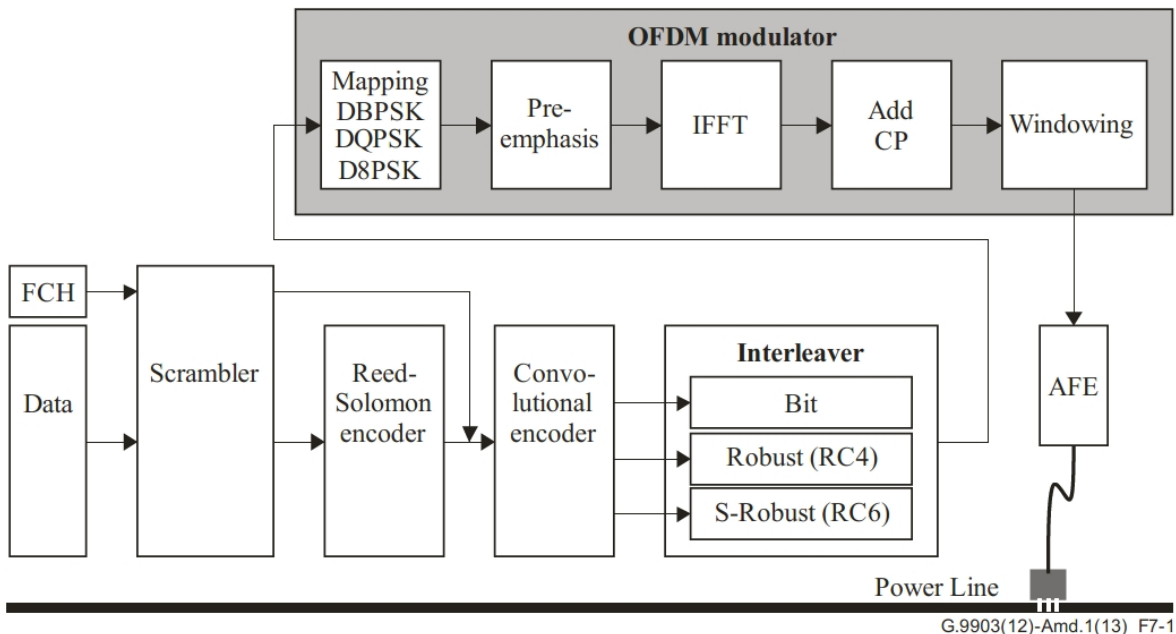 OFDM modulator
Mapping
DBPSK
DQPSK
D8PSK
Pre-
emphasis
IFFT
Add
CP
Windowing
FCH
Data
Scrambler
Reed-
Solomon
encoder
Convo-
lutional
encoder
Interleaver
Bit
Robust (RC4)
S-Robust (RC6)
AFE
Power Line
G.9903(12)-Amd.1(13)_F7-1